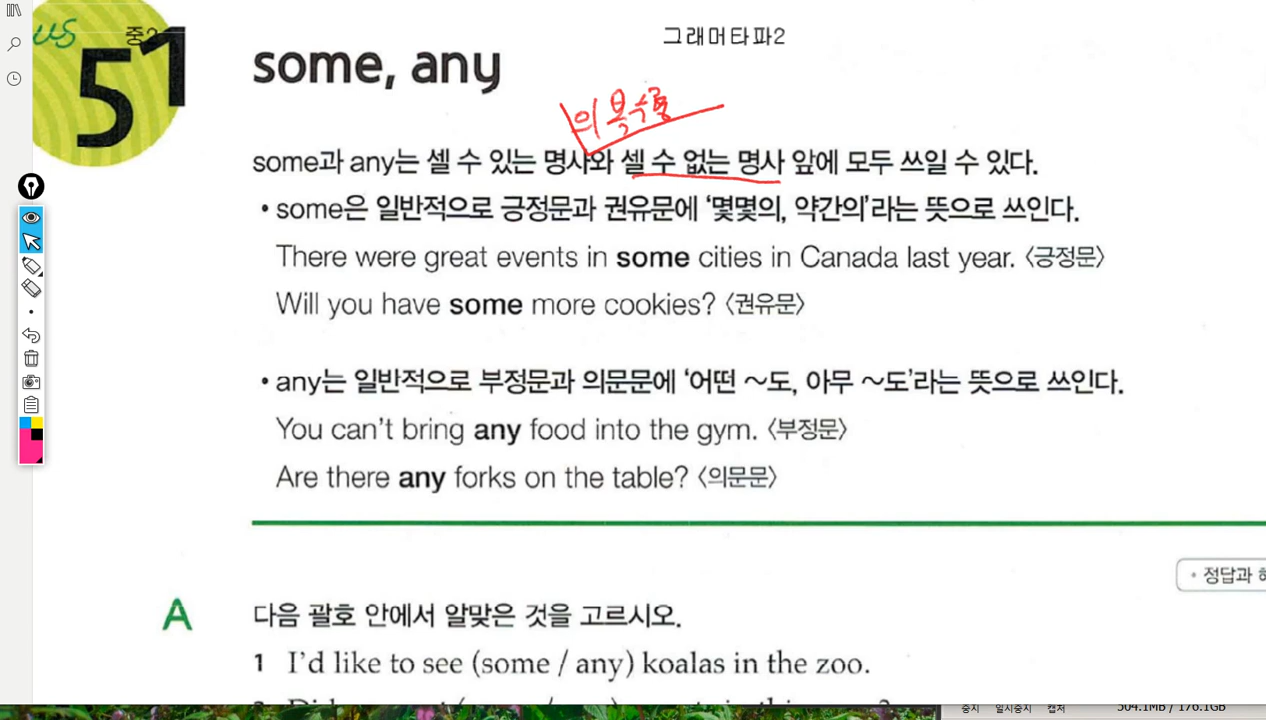 us
중2
그래머타파2
51
some, any
의 복수형
some과 any는 셀 수 있는 명사와 셀 수 없는 명사 앞에 모두 쓰일 수 있다.
• some은 일반적으로 긍정문과 권유문에 ‘몇몇의, 약간의’라는 뜻으로 쓰인다.
There were great events in some cities in Canada last year. 〈긍정문〉
Will you have some more cookies? 〈권유문〉
• any는 일반적으로 부정문과 의문문에 ‘어떤 ~도, 아무 ~도’라는 뜻으로 쓰인다.
You can’t bring any food into the gym. 〈부정문〉
Are there any forks on the table? 〈의문문〉
• 정답과
A 다음 괄호 안에서 알맞은 것을 고르시오.
1 I’d like to see (some / any) koalas in the zoo.
중지 일시중지 캡처 504.1MB / 176.1GB